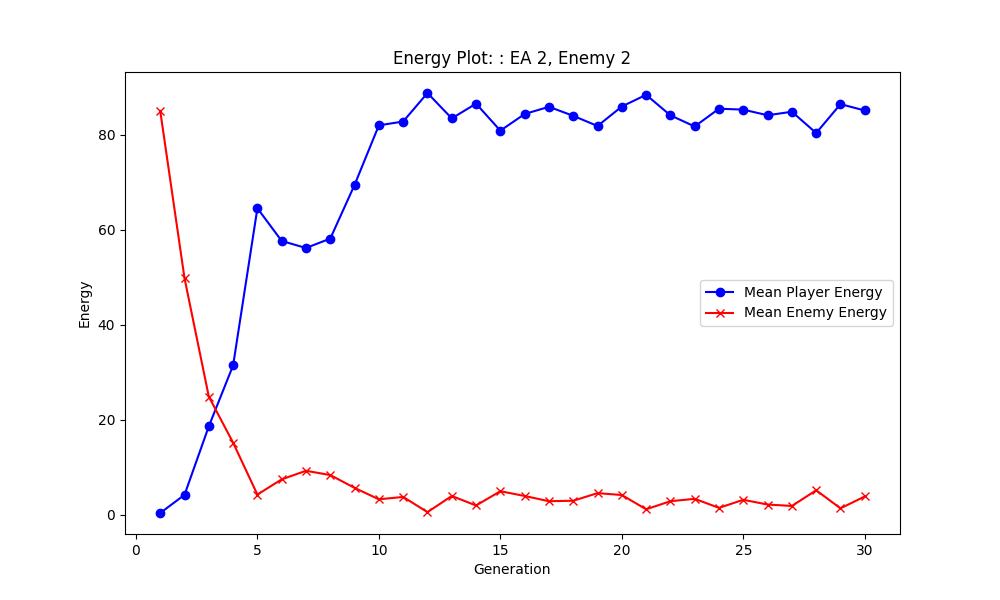 Energy Plot: : EA 2, Enemy 2
Energy
80
60
40
20
0
Mean Player Energy
Mean Enemy Energy
0 5 10 15 20 25 30
Generation